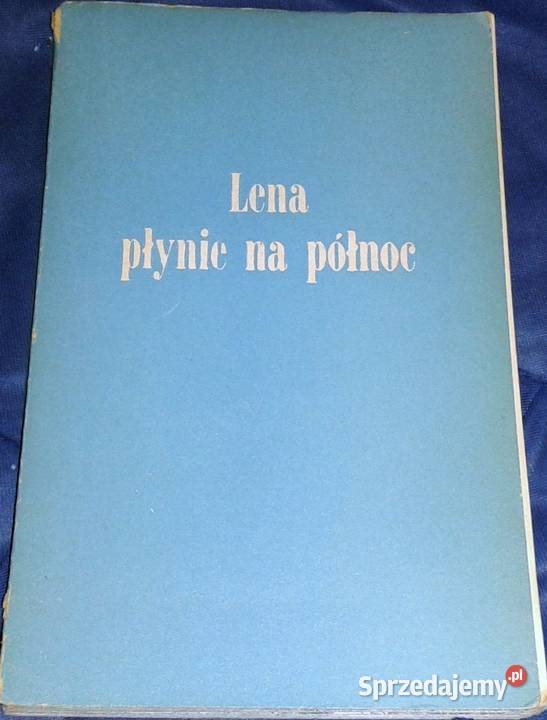 Lena
płynie na północ
Sprzedajemy.pl